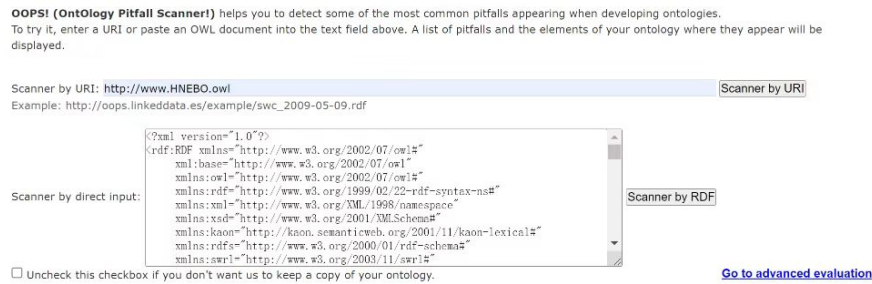 OOPS! (OntOlogy Pitfall Scanner!) helps you to detect some of the most common pitfalls appearing when developing ontologies.
To try it, enter a URI or paste an OWL document into the text field above. A list of pitfalls and the elements of your ontology where they appear will be
displayed.
Scanner by URI: http://www.HNEBO.owl Scanner by URI
Example: http://oops.linkeddata.es/example/swc_2009-05-09.rdf
<?xml version="1.0"?>
<rdf:RDF xmlns="http://www.w3.org/2002/07/owl#"
xml:base="http://www.w3.org/2002/07/owl"
xmlns:owl="http://www.w3.org/2002/07/owl#"
Scanner by direct input: xmlns:rdf="http://www.w3.org/1999/02/22-rdf-syntax-ns#" Scanner by RDF
xmlns:xml="http://www.w3.org/XML/1998/namespace"
xmlns:xsd="http://www.w3.org/2001/XMLSchema#"
xmlns:kaon="http://kaon.semanticweb.org/2001/11/kaon-lexical#"
xmlns:rdfs="http://www.w3.org/2000/01/rdf-schema#"
xmlns:swrl="http://www.w3.org/2003/11/swrl#"
Uncheck this checkbox if you don't want us to keep a copy of your ontology. Go to advanced evaluation